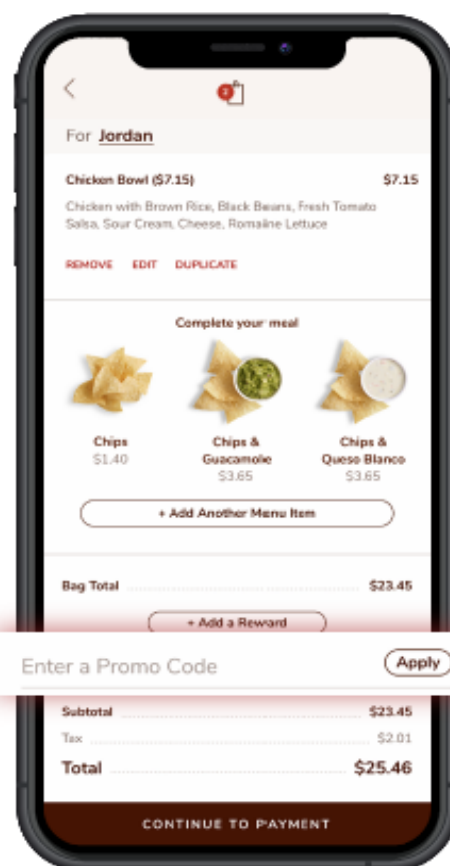 For Jordan
Chicken Bowl ($7.15) $7.15
Chicken with Brown Rice, Black Beans, Fresh Tomato
Salsa, Sour Cream, Cheese, Romaine Lettuce
REMOVE EDIT DUPLICATE
Complete your meal
Chips
$1.40
Chips &
Guacamole
$3.65
Chips &
Queso Blanco
$3.65
+ Add Another Menu Item
Bag Total $23.45
+ Add a Reward
Enter a Promo Code Apply
Subtotal $23.45
Tax $2.01
Total $25.46
CONTINUE TO PAYMENT